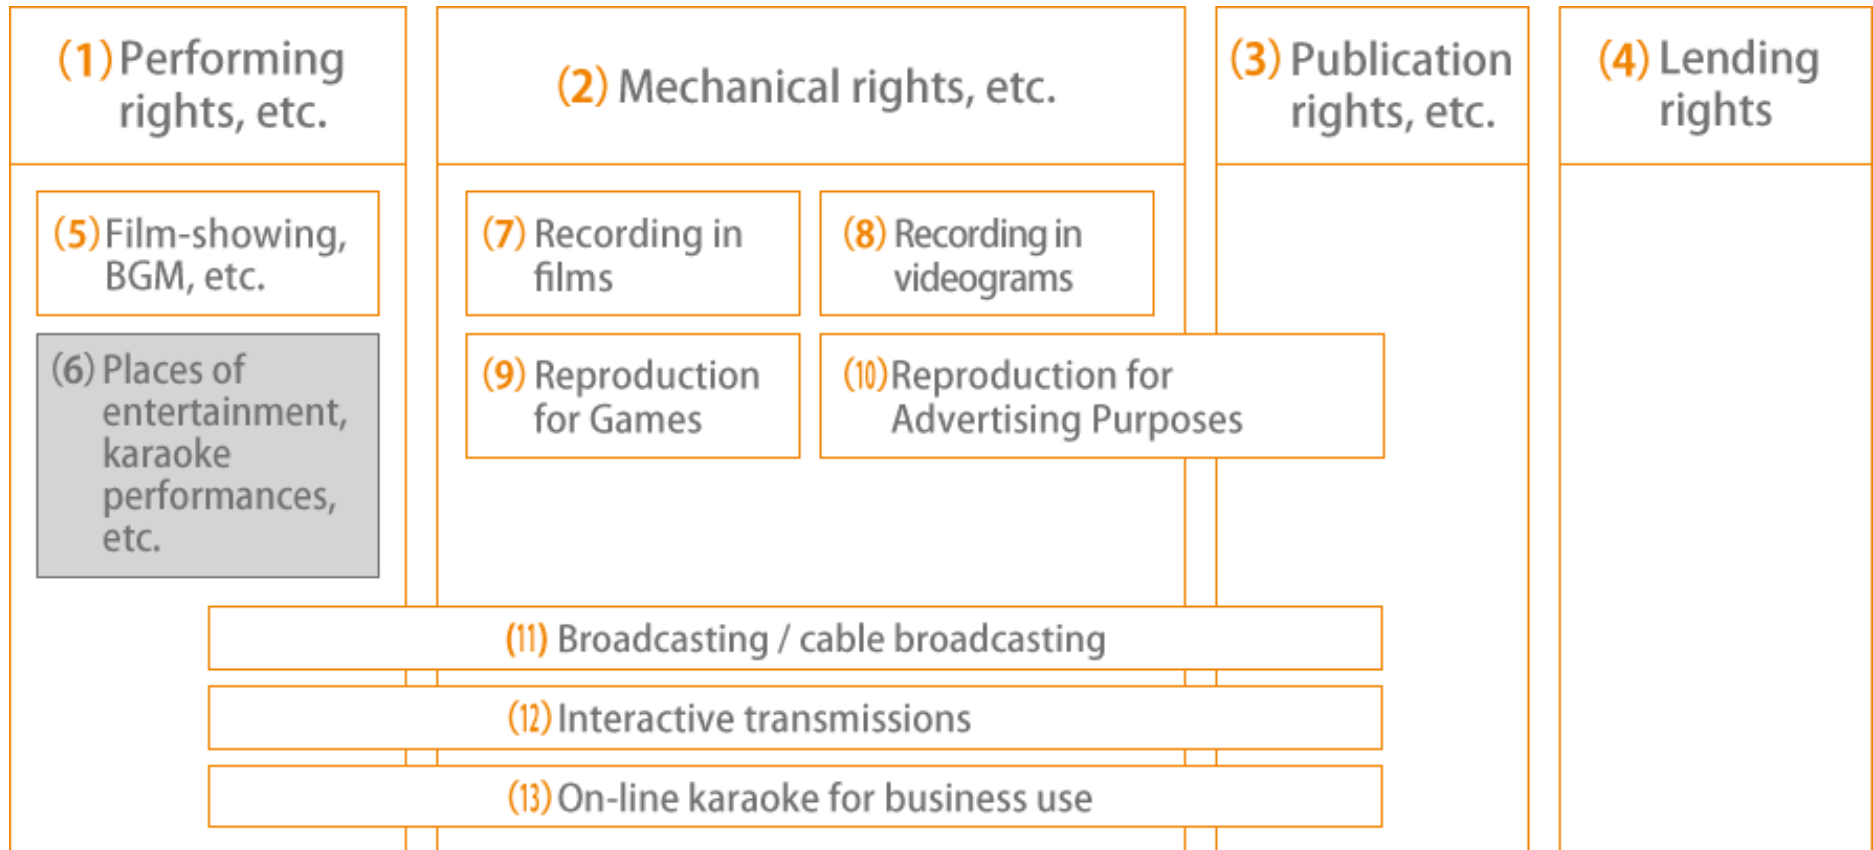 (1) Performing
rights, etc.
(2) Mechanical rights, etc.
(3) Publication
rights, etc.
(4) Lending
rights
(5) Film-showing,
BGM, etc.
(6) Places of
entertainment,
karaoke
performances,
etc.
(7) Recording in
films
(8) Recording in
videograms
(9) Reproduction
for Games
(10) Reproduction for
Advertising Purposes
(11) Broadcasting / cable broadcasting
(12) Interactive transmissions
(13) On-line karaoke for business use